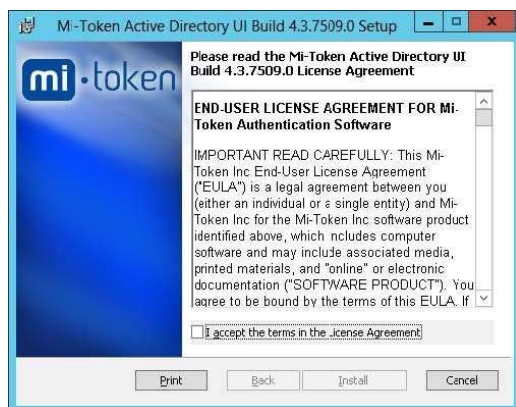 Mi-Token Active Directory UI Build 4.3.7509.0 Setup
mi·token
Please read the Mi-Token Active Directory UI
Build 4.3.7509.0 License Agreement
END-USER LICENSE AGREEMENT FOR Mi-
Token Authentication Software
IMPORTANT READ CAREFULLY: This Mi-
Token Inc End-User License Agreement
("EULA") is a legal agreement between you
(either an individual or a single entity) and Mi-
Token Inc for the Mi-Token Inc software product
identified above, which includes computer
software and may include associated media,
printed materials, and "online" or electronic
documentation ("SOFTWARE PRODUCT"). You
agree to be bound by the terms of this EULA. If
I accept the terms in the License Agreement
Print Back Install Cancel